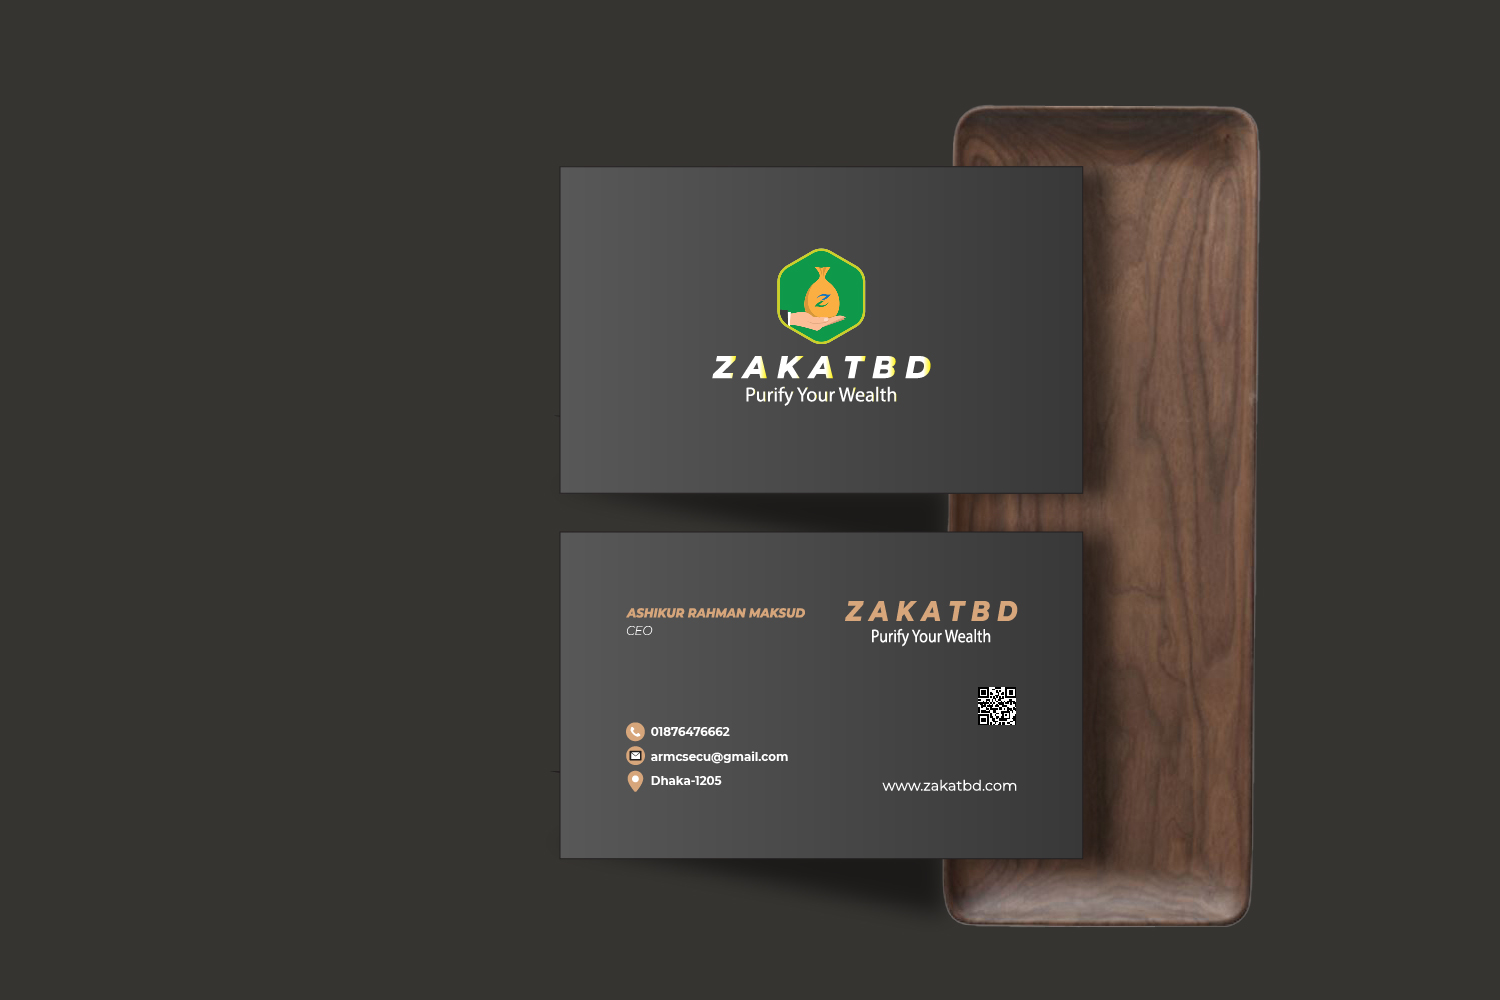 Z
ZAKATBD
Purify Your Wealth
ASHIKUR RAHMAN MAKSUD
CEO
ZAKATBD
Purify Your Wealth
01876476662
armcsecu@gmail.com
Dhaka-1205
www.zakatbd.com